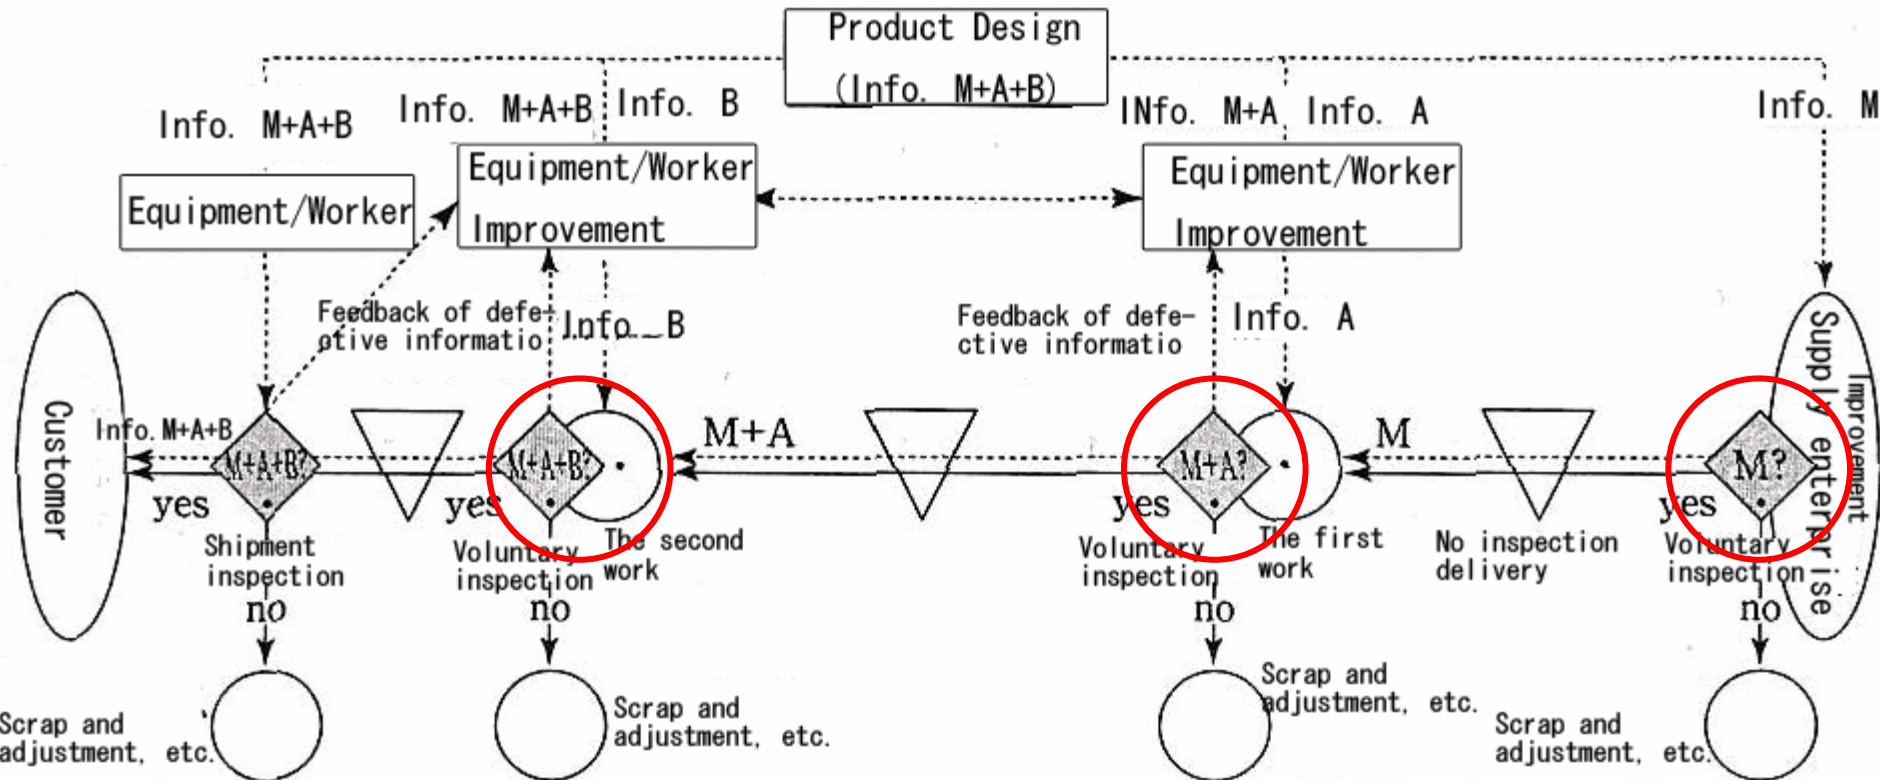 Product Design
(Info. M+A+B)
Info. M+A+B
Info. M+A+B
Info. B
INfo. M+A
Info. A
Info. M
Equipment/Worker
Equipment/Worker
Improvement
Equipment/Worker
Improvement
Feedback of defe-
ctive informatio
Info. B
Feedback of defe-
ctive informatio
Info. A
Customer
Info. M+A+B
M+A+B?
yes
Shipment
inspection
no
Scrap and
adjustment, etc.
M+A+B?
yes
Voluntary
inspection
The second
work
no
Scrap and
adjustment, etc.
M+A
M+A?
yes
Voluntary
inspection
The first
work
no
Scrap and
adjustment, etc.
M
No inspection
delivery
M?
yes
Voluntary
inspection
no
Scrap and
adjustment, etc.
Supply enterprise
Improvement